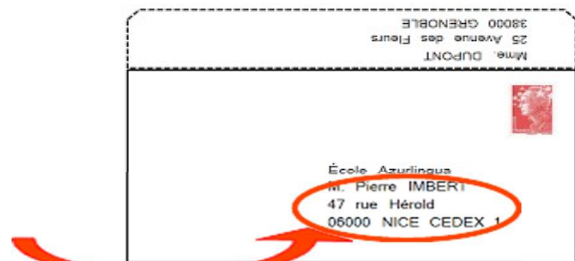 Mme. DUPONT
25 Avenue des Fleurs
38000 GRENOBLE
École Azurlingua
M. Pierre IMBERT
47 rue Hérold
06000 NICE CEDEX 1